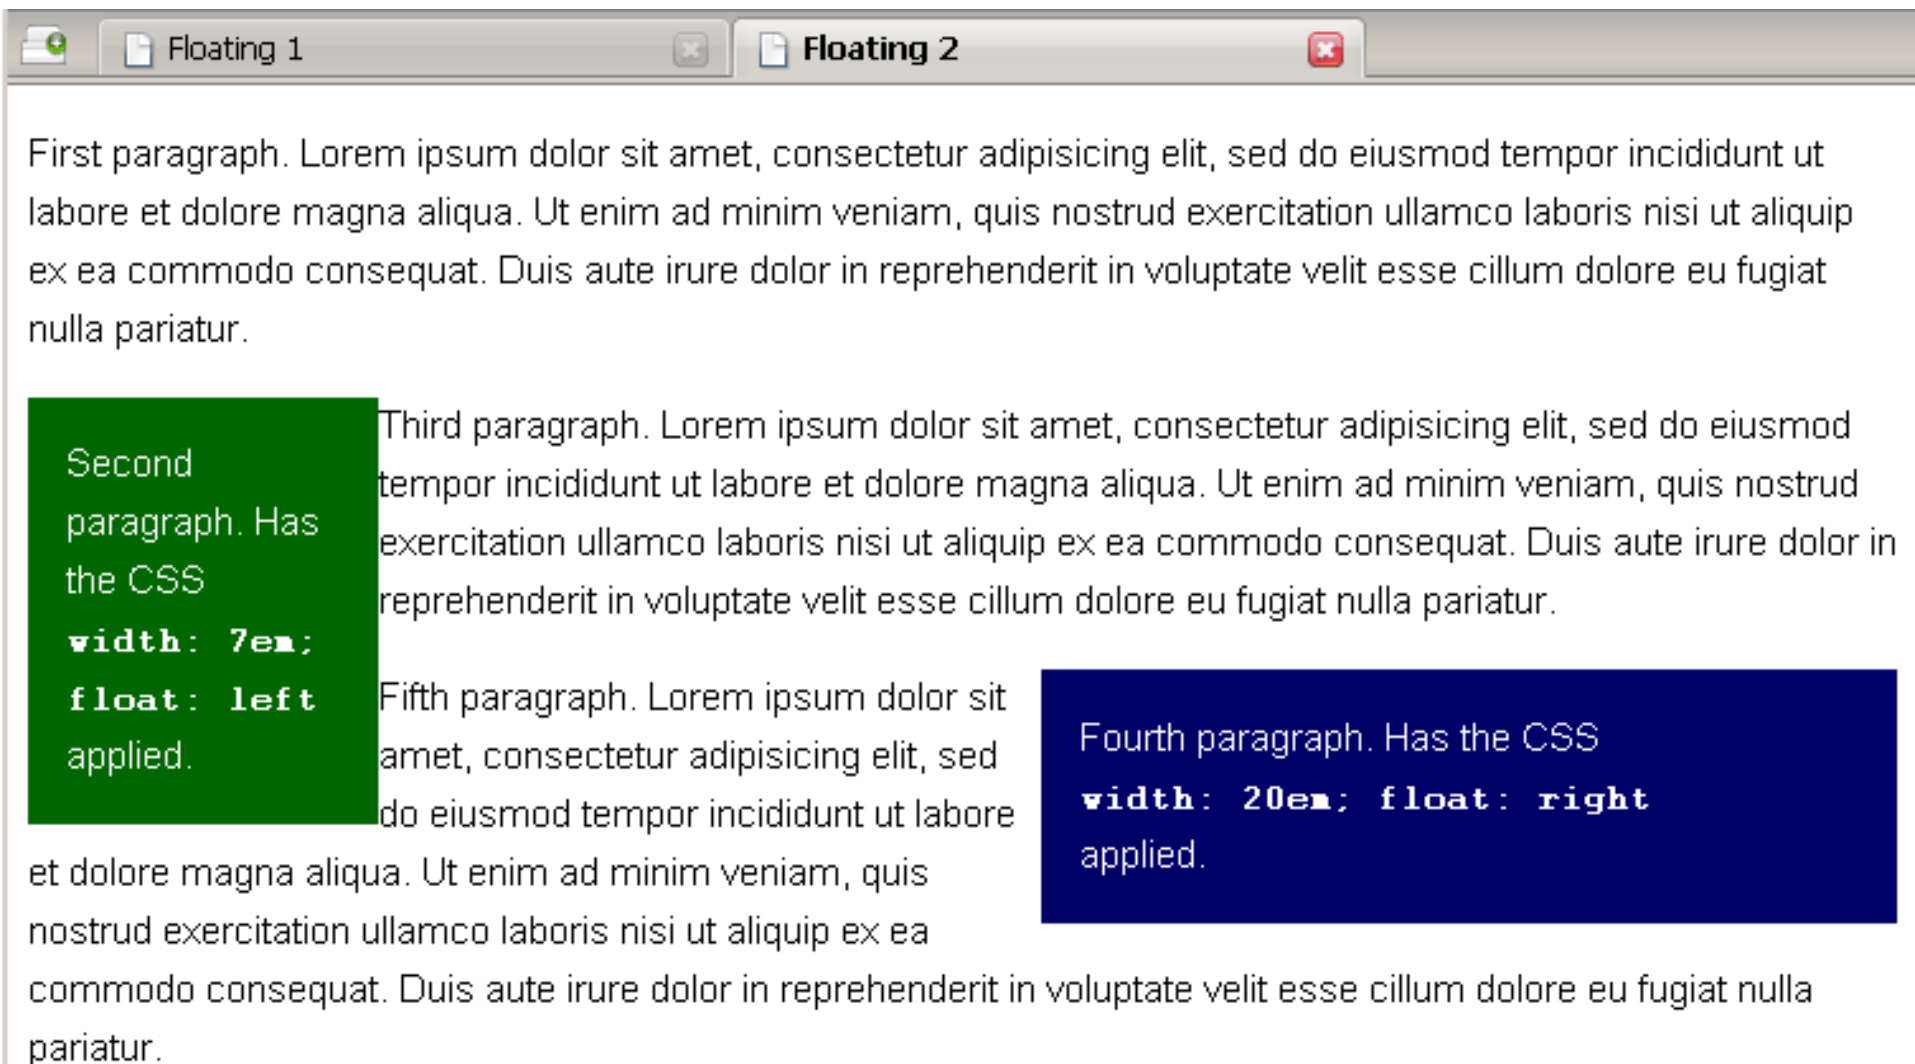 Floating 1
Floating 2
First paragraph. Lorem ipsum dolor sit amet, consectetur adipisicing elit, sed do eiusmod tempor incididunt ut
labore et dolore magna aliqua. Ut enim ad minim veniam, quis nostrud exercitation ullamco laboris nisi ut aliquip
ex ea commodo consequat. Duis aute irure dolor in reprehenderit in voluptate velit esse cillum dolore eu fugiat
nulla pariatur.
Second
paragraph. Has
the CSS
width: 7em;
float: left
applied.
Third paragraph. Lorem ipsum dolor sit amet, consectetur adipisicing elit, sed do eiusmod
tempor incididunt ut labore et dolore magna aliqua. Ut enim ad minim veniam, quis nostrud
exercitation ullamco laboris nisi ut aliquip ex ea commodo consequat. Duis aute irure dolor in
reprehenderit in voluptate velit esse cillum dolore eu fugiat nulla pariatur.
Fourth paragraph. Has the CSS
width: 20em; float: right
applied.
Fifth paragraph. Lorem ipsum dolor sit
amet, consectetur adipisicing elit, sed
do eiusmod tempor incididunt ut labore
et dolore magna aliqua. Ut enim ad minim veniam, quis
nostrud exercitation ullamco laboris nisi ut aliquip ex ea
commodo consequat. Duis aute irure dolor in reprehenderit in voluptate velit esse cillum dolore eu fugiat nulla
pariatur.